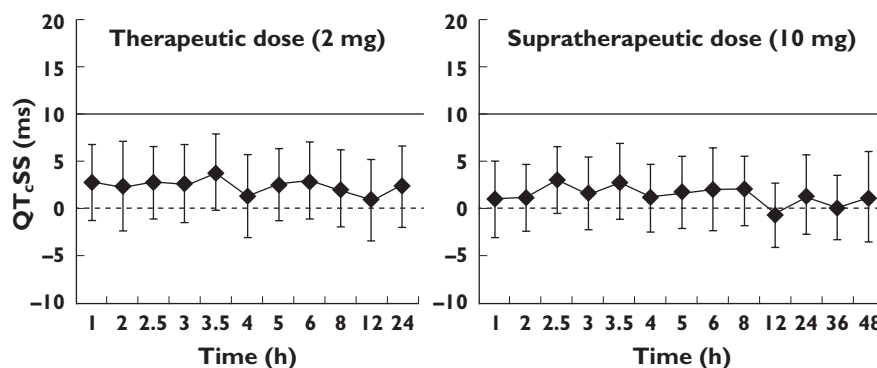 Therapeutic dose (2 mg)
Supratherapeutic dose (10 mg)
QTcSS (ms)
20
15
10
5
0
–5
–10
1 2 2.5 3 3.5 4 5 6 8 12 24
Time (h)
20
15
10
5
0
–5
–10
1 2 2.5 3 3.5 4 5 6 8 12 24 36 48
Time (h)